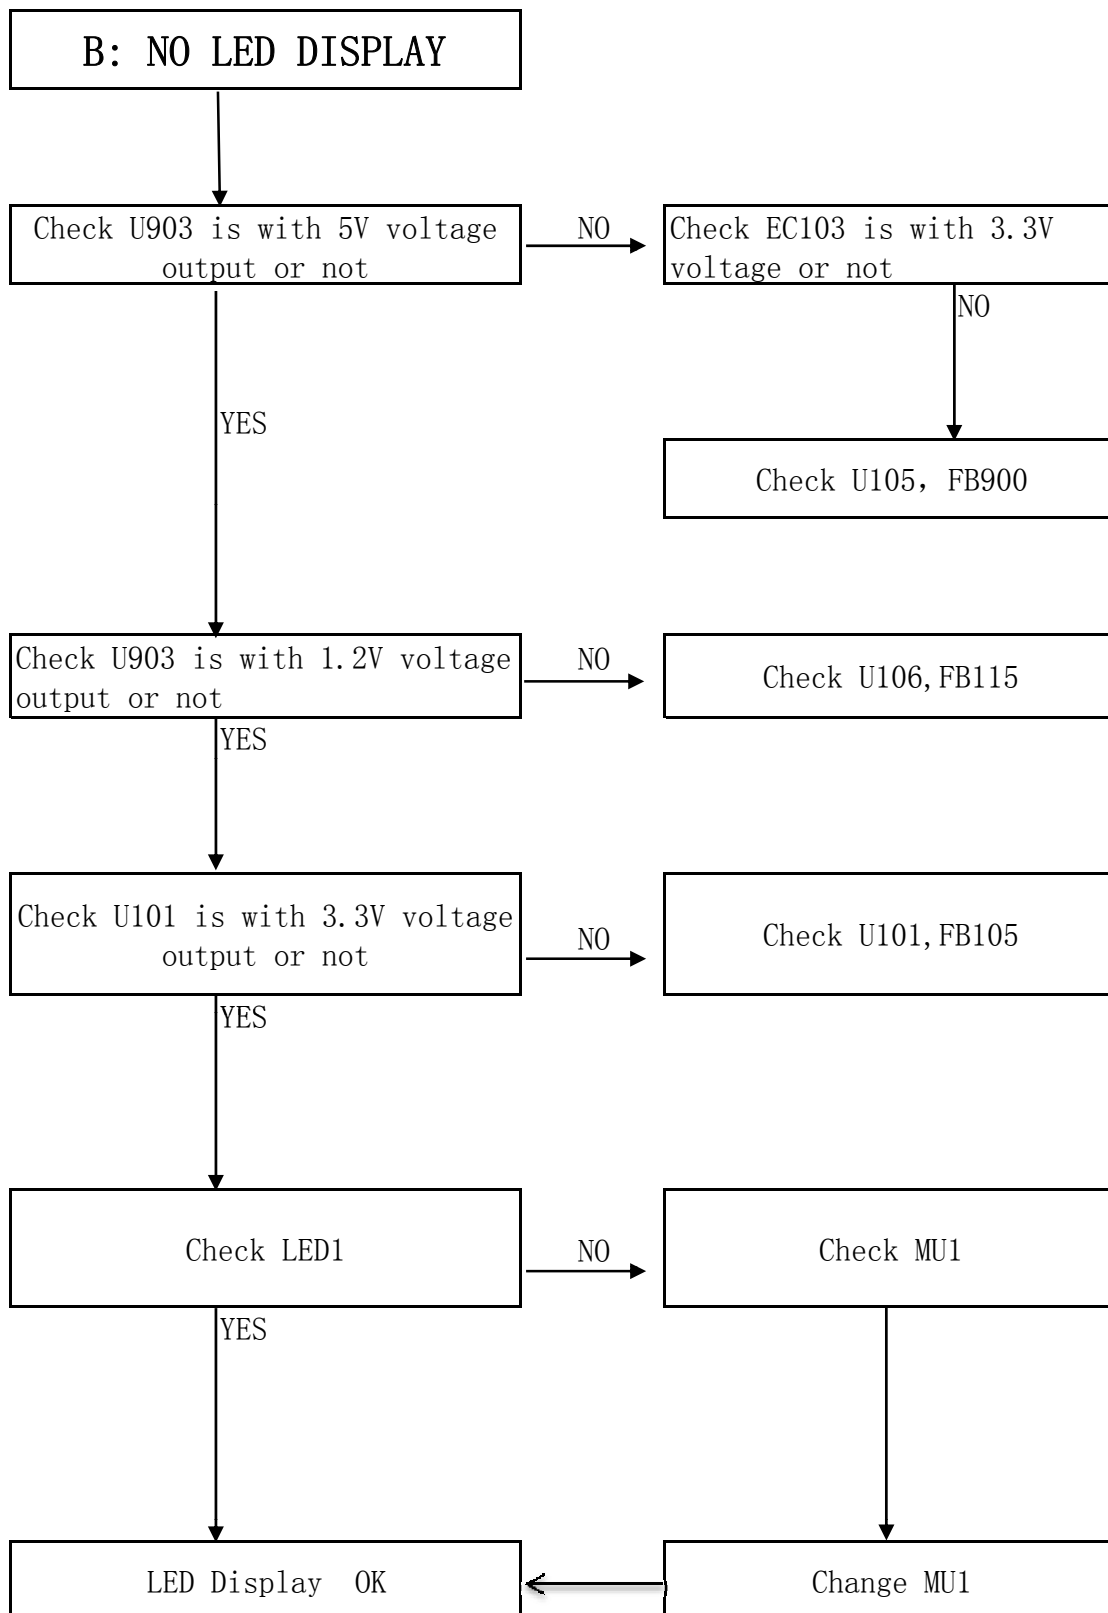 B: NO LED DISPLAY
Check U903 is with 5V voltage
output or not
NO
Check EC103 is with 3.3V
voltage or not
NO
YES
Check U105, FB900
Check U903 is with 1.2V voltage
output or not
NO
Check U106,FB115
YES
Check U101 is with 3.3V voltage
output or not
NO
Check U101,FB105
YES
Check LED1
NO
Check MU1
YES
LED Display  OK
Change MU1